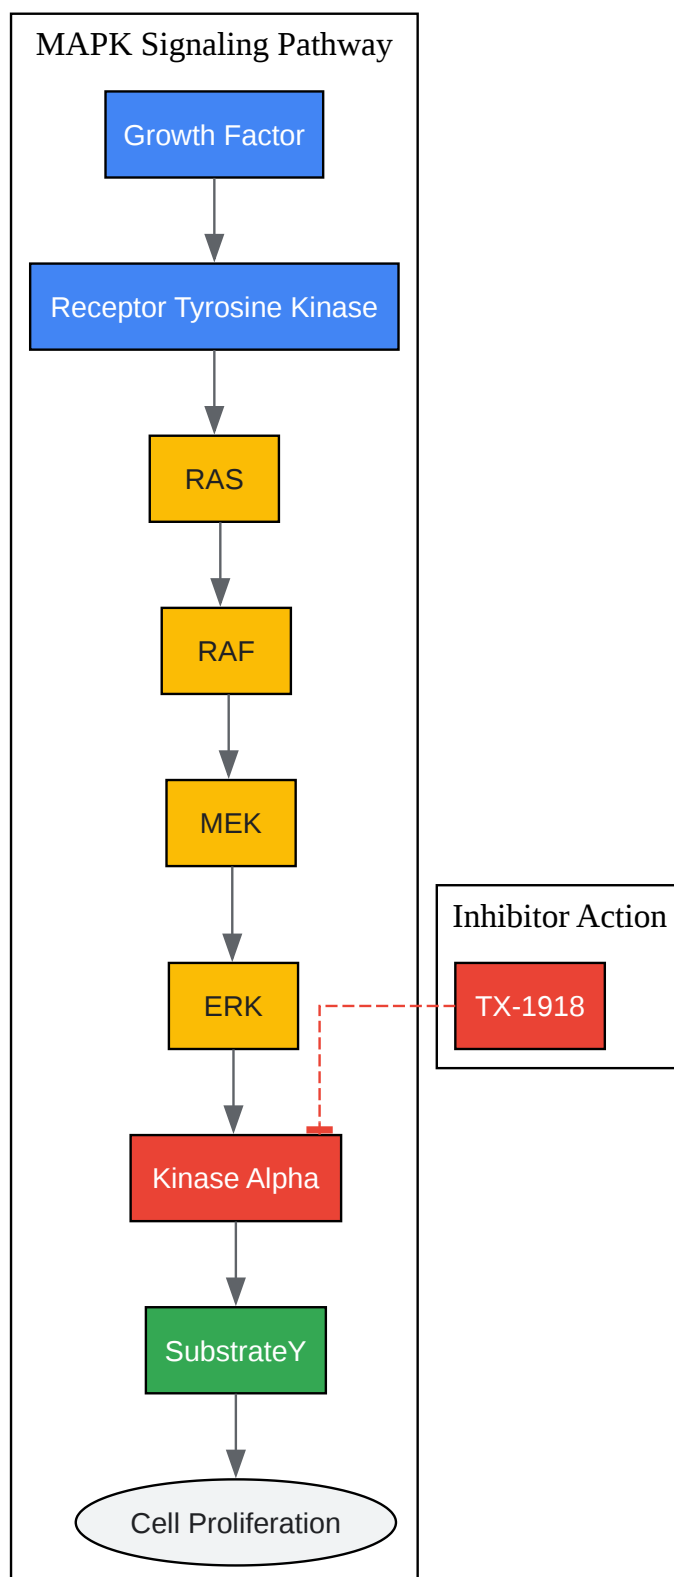 MAPK Signaling Pathway
Growth Factor
Receptor Tyrosine Kinase
RAS
RAF
MEK
Inhibitor Action
ERK
TX-1918
Kinase Alpha
SubstrateY
Cell Proliferation